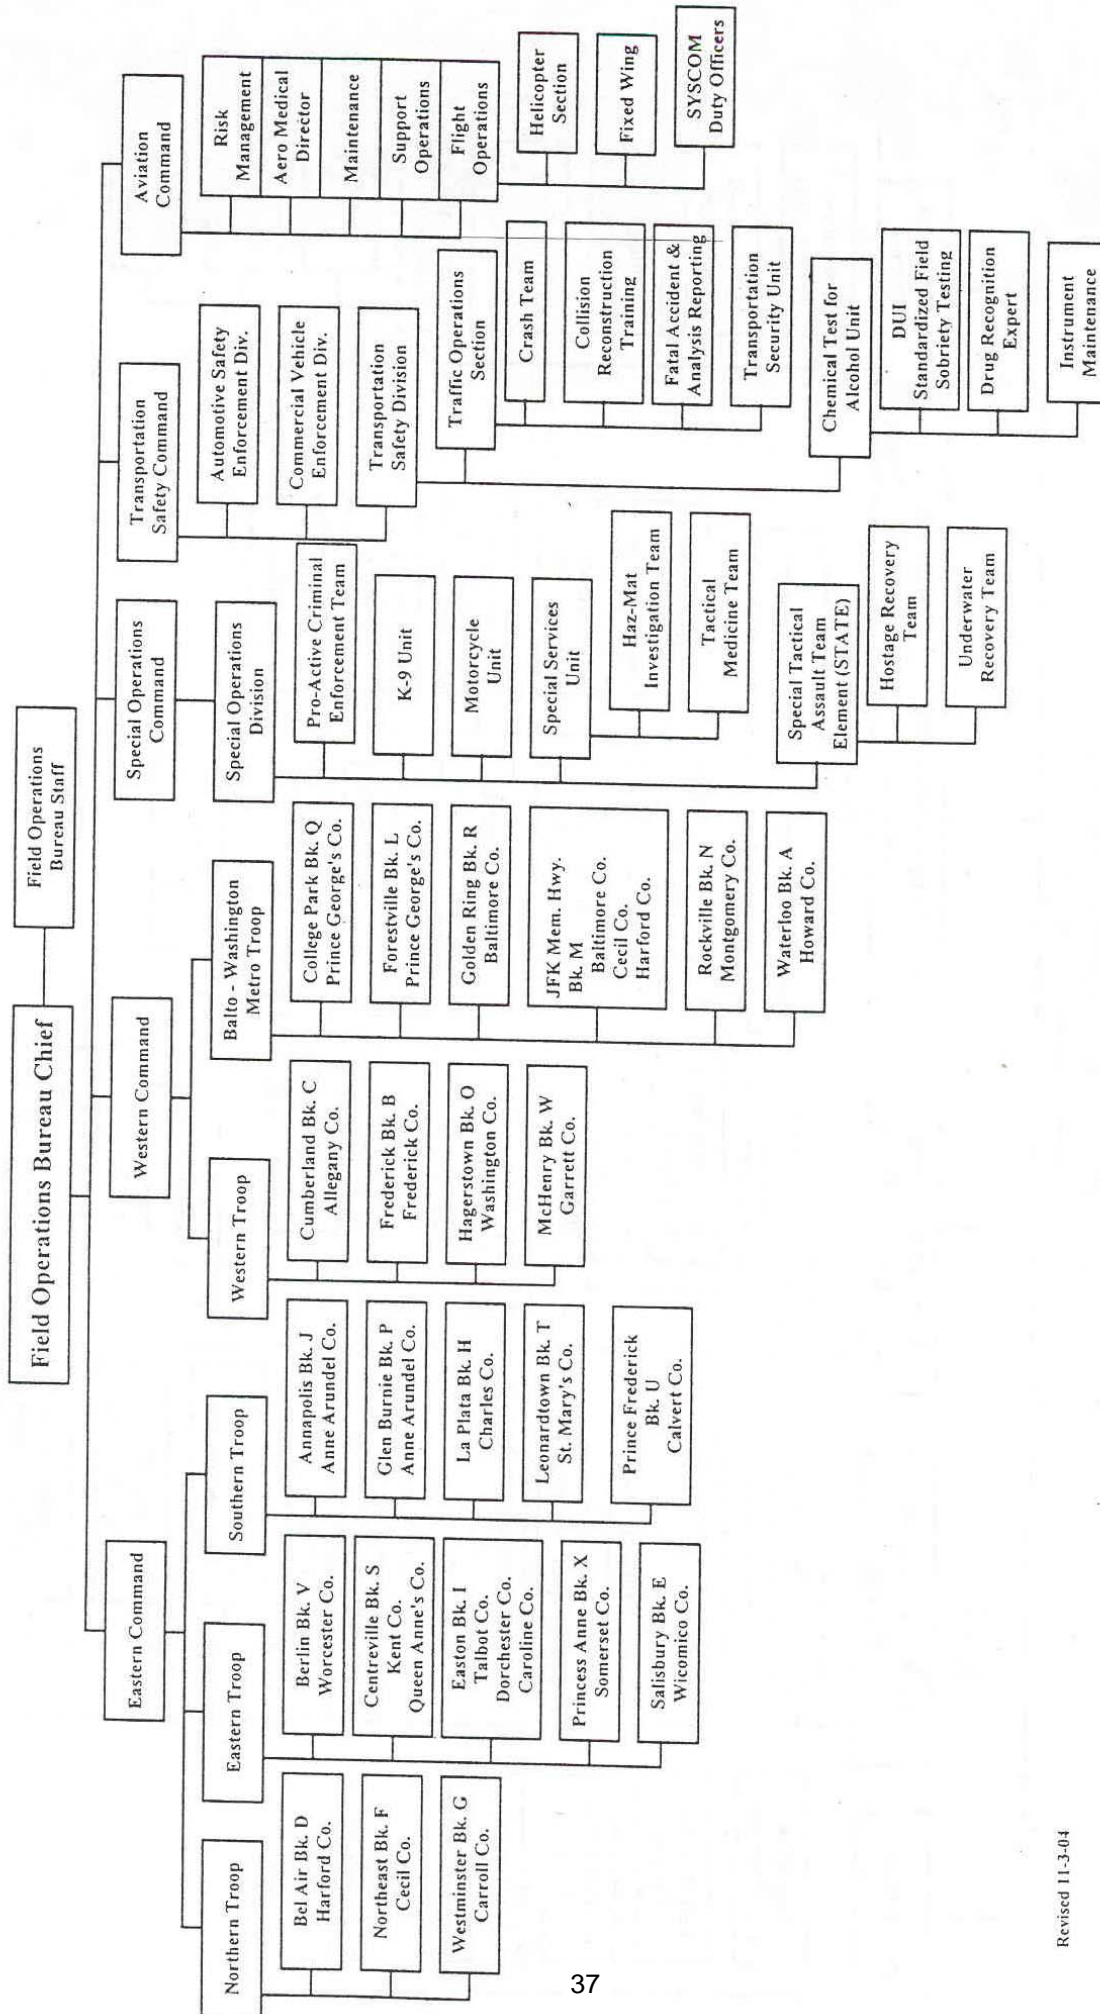 Field Operations Bureau Chief
Field Operations
Bureau Staff
Eastern Command
Northern Troop
Bel Air Bk. D
Harford Co.
Northeast Bk. F
Cecil Co.
Westminster Bk. G
Carroll Co.
Eastern Troop
Berlin Bk. V
Worcester Co.
Centreville Bk. S
Kent Co.
Queen Anne's Co.
Easton Bk. I
Talbot Co.
Dorchester Co.
Caroline Co.
Princess Anne Bk. X
Somerset Co.
Salisbury Bk. E
Wicomico Co.
Southern Troop
Annapolis Bk. J
Anne Arundel Co.
Glen Burnie Bk. P
Anne Arundel Co.
La Plata Bk. H
Charles Co.
Leonardtown Bk. T
St. Mary's Co.
Prince Frederick
Bk. U
Calvert Co.
Western Command
Western Troop
Cumberland Bk. C
Allegany Co.
Frederick Bk. B
Frederick Co.
Hagerstown Bk. O
Washington Co.
McHenry Bk. W
Garrett Co.
Balto - Washington
Metro Troop
College Park Bk. Q
Prince George's Co.
Forestville Bk. L
Prince George's Co.
Golden Ring Bk. R
Baltimore Co.
JFK Mem. Hwy.
Bk. M
Baltimore Co.
Cecil Co.
Harford Co.
Rockville Bk. N
Montgomery Co.
Waterloo Bk. A
Howard Co.
Special Operations
Command
Special Operations
Division
Pro-Active Criminal
Enforcement Team
K-9 Unit
Motorcycle
Unit
Special Services
Unit
Haz-Mat
Investigation Team
Tactical
Medicine Team
Special Tactical
Assault Team
Element (STATE)
Hostage Recovery
Team
Underwater
Recovery Team
Transportation
Safety Command
Automotive Safety
Enforcement Div.
Commercial Vehicle
Enforcement Div.
Transportation
Safety Division
Traffic Operations
Section
Crash Team
Collision
Reconstruction
Training
Fatal Accident &
Analysis Reporting
Transportation
Security Unit
Chemical Test for
Alcohol Unit
DUI
Standardized Field
Sobriety Testing
Drug Recognition
Expert
Instrument
Maintenance
Aviation
Command
Risk
Management
Aero Medical
Director
Maintenance
Support
Operations
Flight
Operations
Helicopter
Section
Fixed Wing
SYSCOM
Duty Officers
Revised 11-3-04
37